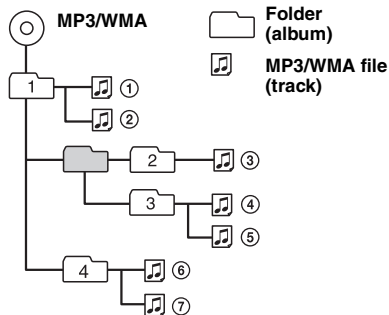 MP3/WMA
Folder
(album)
MP3/WMA file
(track)
1
①
②
2
③
3
④
⑤
4
⑥
⑦